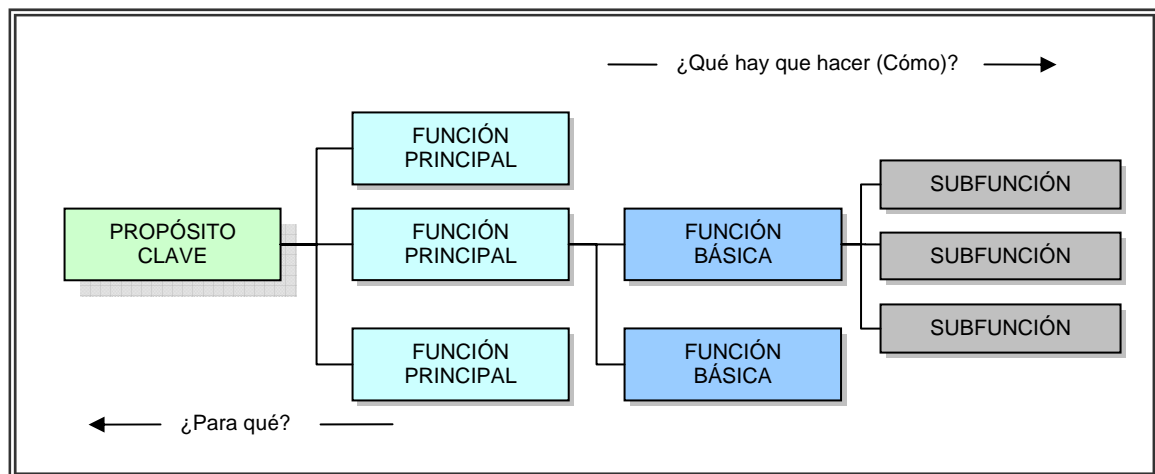 ¿Qué hay que hacer (Cómo)?
FUNCIÓN
PRINCIPAL
PROPÓSITO
CLAVE
FUNCIÓN
PRINCIPAL
FUNCIÓN
PRINCIPAL
FUNCIÓN
BÁSICA
FUNCIÓN
BÁSICA
SUBFUNCIÓN
SUBFUNCIÓN
SUBFUNCIÓN
¿Para qué?